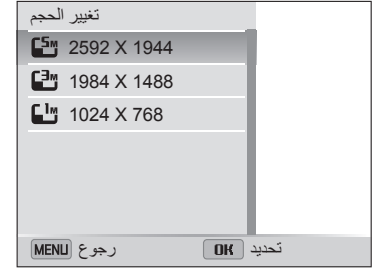 تغيير الحجم
5M 2592 X 1944
3M 1984 X 1488
1M 1024 X 768
رجوع MENU
تحديد OK